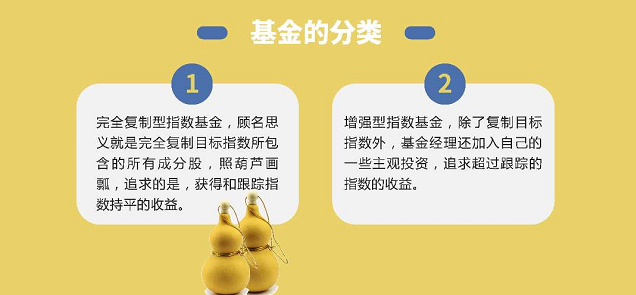 基金的分类
1
完全复制型指数基金，顾名思
义就是完全复制目标指数所包
含的所有成分股，照葫芦画
瓢，追求的是，获得和跟踪指
数持平的收益。
2
增强型指数基金，除了复制目标
指数外，基金经理还加入自己的
一些主观投资，追求超过跟踪的
指数的收益。